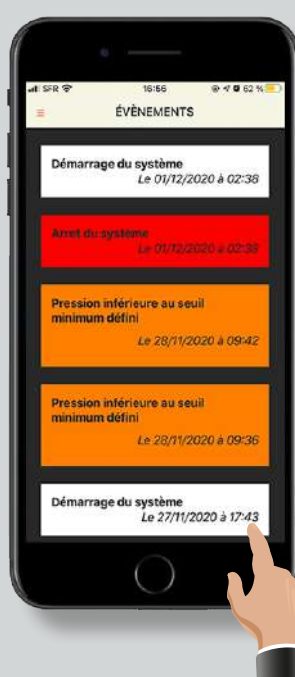 SFR 16:56 62 %
ÉVÈNEMENTS
Démarrage du système
Le 01/12/2020 à 02:38
Arret du système
Le 01/12/2020 à 02:38
Pression inférieure au seuil
minimum défini
Le 28/11/2020 à 09:42
Pression inférieure au seuil
minimum défini
Le 28/11/2020 à 09:36
Démarrage du système
Le 27/11/2020 à 17:43